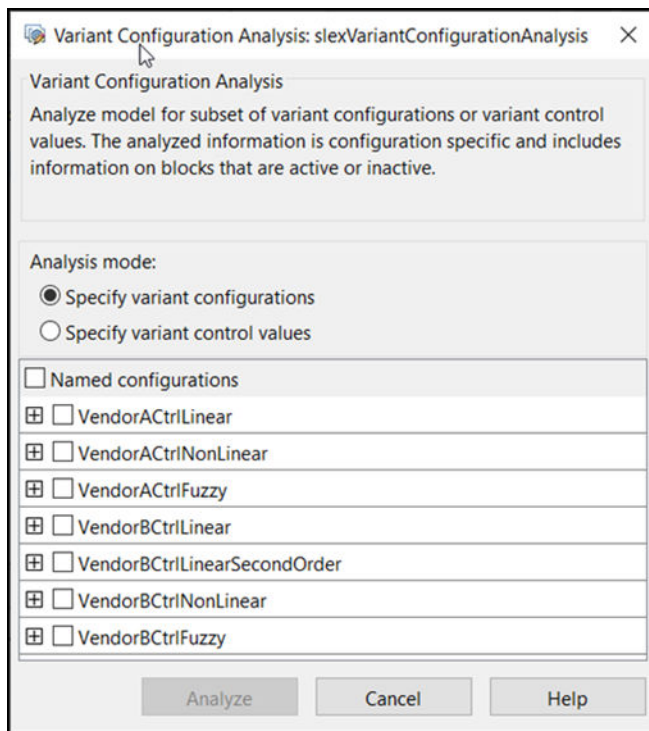 Variant Configuration Analysis: slexVariantConfigurationAnalysis
Variant Configuration Analysis
Analyze model for subset of variant configurations or variant control
values. The analyzed information is configuration specific and includes
information on blocks that are active or inactive.
Analysis mode:
Specify variant configurations
Specify variant control values
Named configurations
VendorACtrlLinear
VendorACtrlNonLinear
VendorACtrlFuzzy
VendorBCtrlLinear
VendorBCtrlLinearSecondOrder
VendorBCtrlNonLinear
VendorBCtrlFuzzy
Analyze Cancel Help